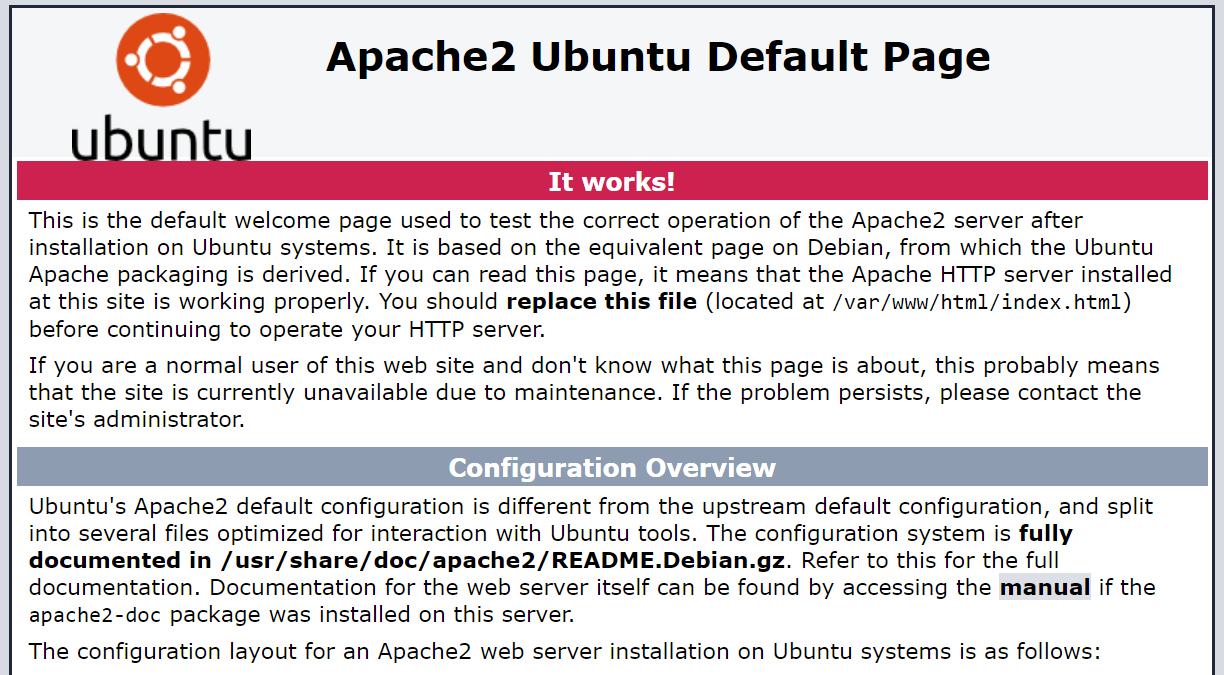 Apache2 Ubuntu Default Page
ubuntu
It works!
This is the default welcome page used to test the correct operation of the Apache2 server after
installation on Ubuntu systems. It is based on the equivalent page on Debian, from which the Ubuntu
Apache packaging is derived. If you can read this page, it means that the Apache HTTP server installed
at this site is working properly. You should replace this file (located at /var/www/html/index.html)
before continuing to operate your HTTP server.
If you are a normal user of this web site and don't know what this page is about, this probably means
that the site is currently unavailable due to maintenance. If the problem persists, please contact the
site's administrator.
Configuration Overview
Ubuntu's Apache2 default configuration is different from the upstream default configuration, and split
into several files optimized for interaction with Ubuntu tools. The configuration system is fully
documented in /usr/share/doc/apache2/README.Debian.gz. Refer to this for the full
documentation. Documentation for the web server itself can be found by accessing the manual if the
apache2-doc package was installed on this server.
The configuration layout for an Apache2 web server installation on Ubuntu systems is as follows: